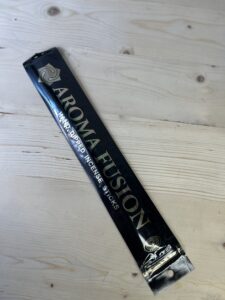 AROMA FUSION
HAND DIPPED INCENSE STICKS